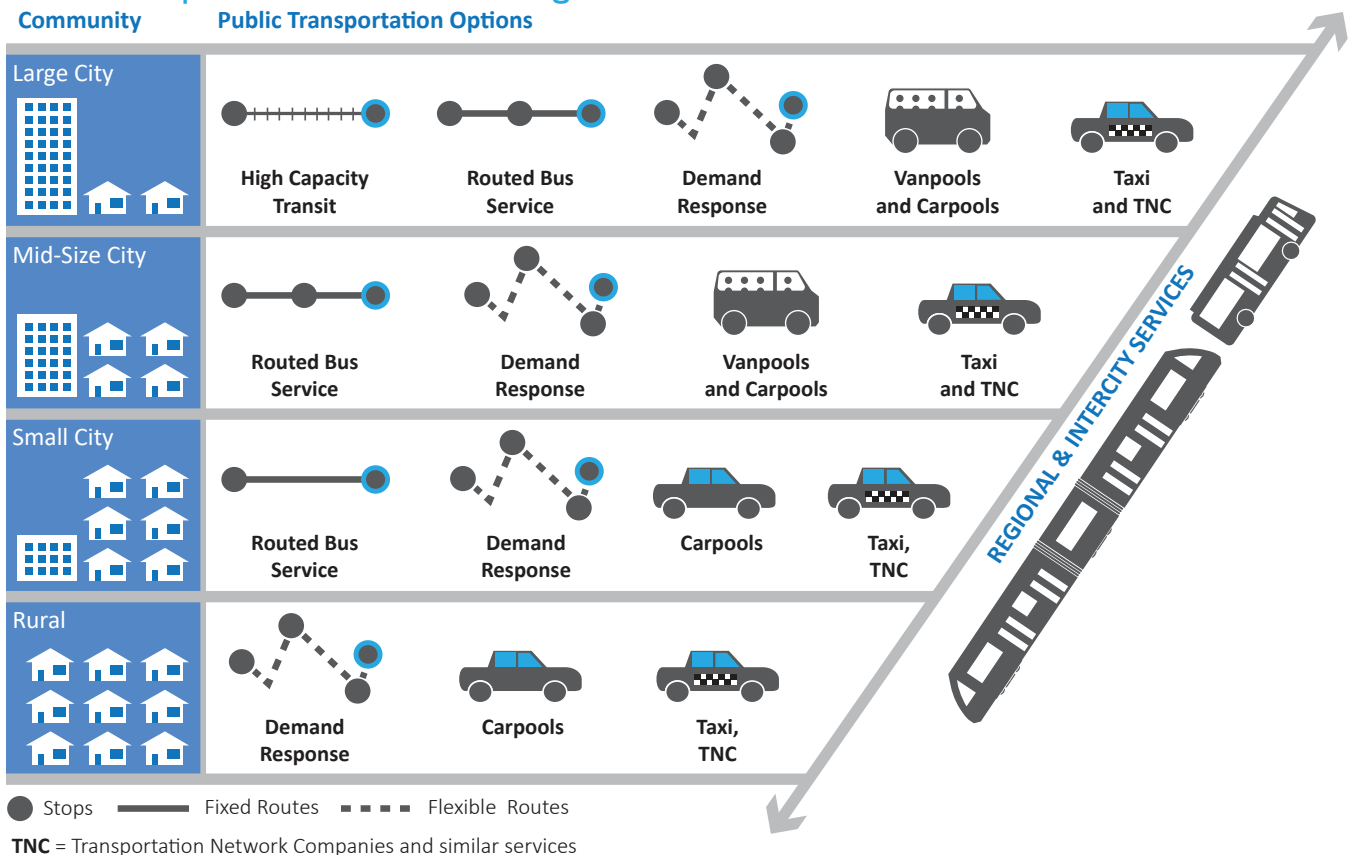 Community Public Transportation Options
Large City
High Capacity
Transit
Routed Bus
Service
Demand
Response
Vanpools
and Carpools
Taxi
and TNC
Mid-Size City
Routed Bus
Service
Demand
Response
Vanpools
and Carpools
Taxi
and TNC
Small City
Routed Bus
Service
Demand
Response
Carpools
Taxi,
TNC
Rural
Demand
Response
Carpools
Taxi,
TNC
REGIONAL & INTERCITY SERVICES
Stops Fixed Routes Flexible Routes
TNC = Transportation Network Companies and similar services